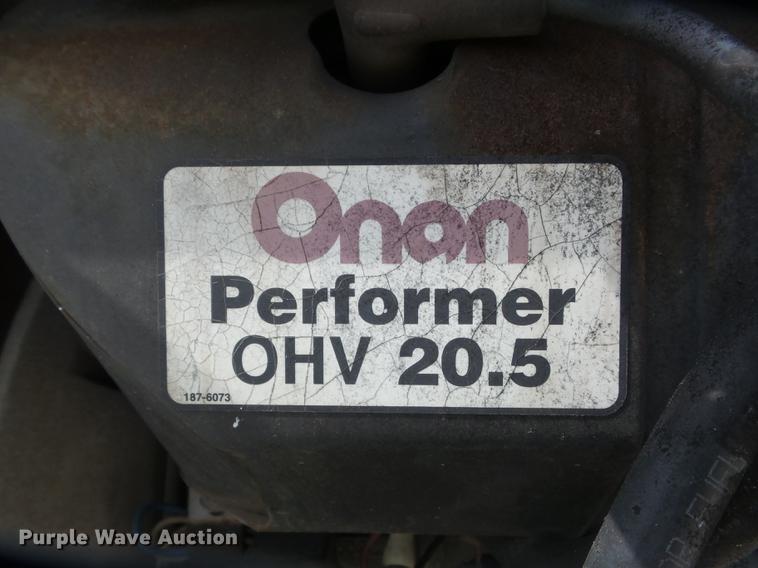 Onan
Performer
OHV 20.5
187-6073
Purple Wave Auction